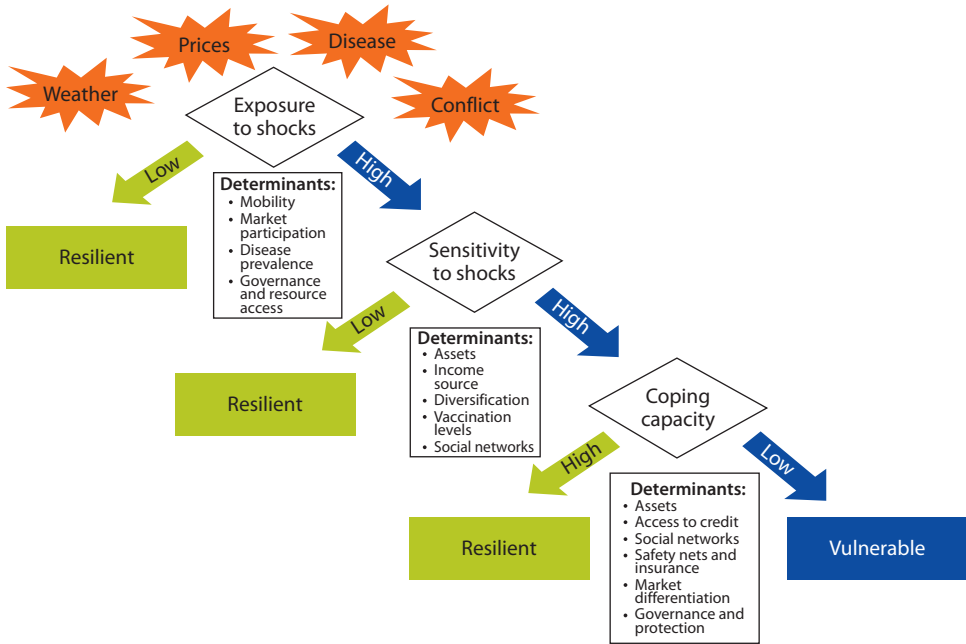 Weather
Prices
Disease
Conflict
Exposure
to shocks
Low
High
Determinants:
• Mobility
• Market
participation
• Disease
prevalence
• Governance
and resource
access
Resilient
Sensitivity
to shocks
Low
High
Determinants:
• Assets
• Income
source
• Diversification
• Vaccination
levels
• Social networks
Resilient
Coping
capacity
High
Low
Determinants:
• Assets
• Access to credit
• Social networks
• Safety nets and
insurance
• Market
differentiation
• Governance and
protection
Resilient
Vulnerable